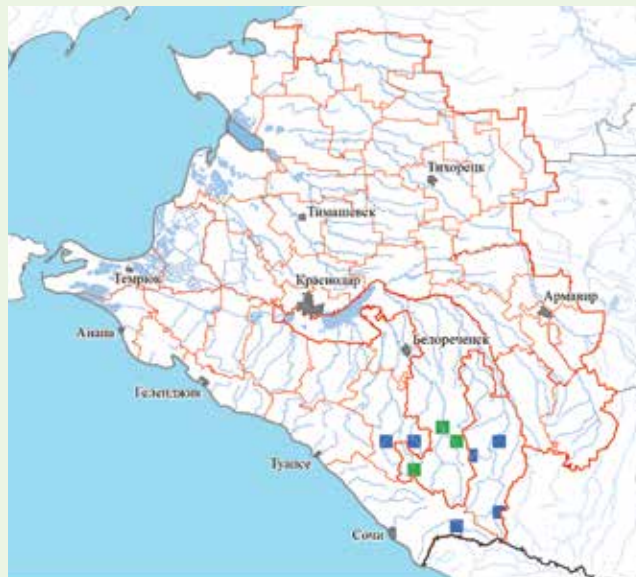 Тихорецк
Тимашевск
Темрюк
Краснодар
Армавир
Анапа
Белореченск
Геленджик
Туапсе
Сочи